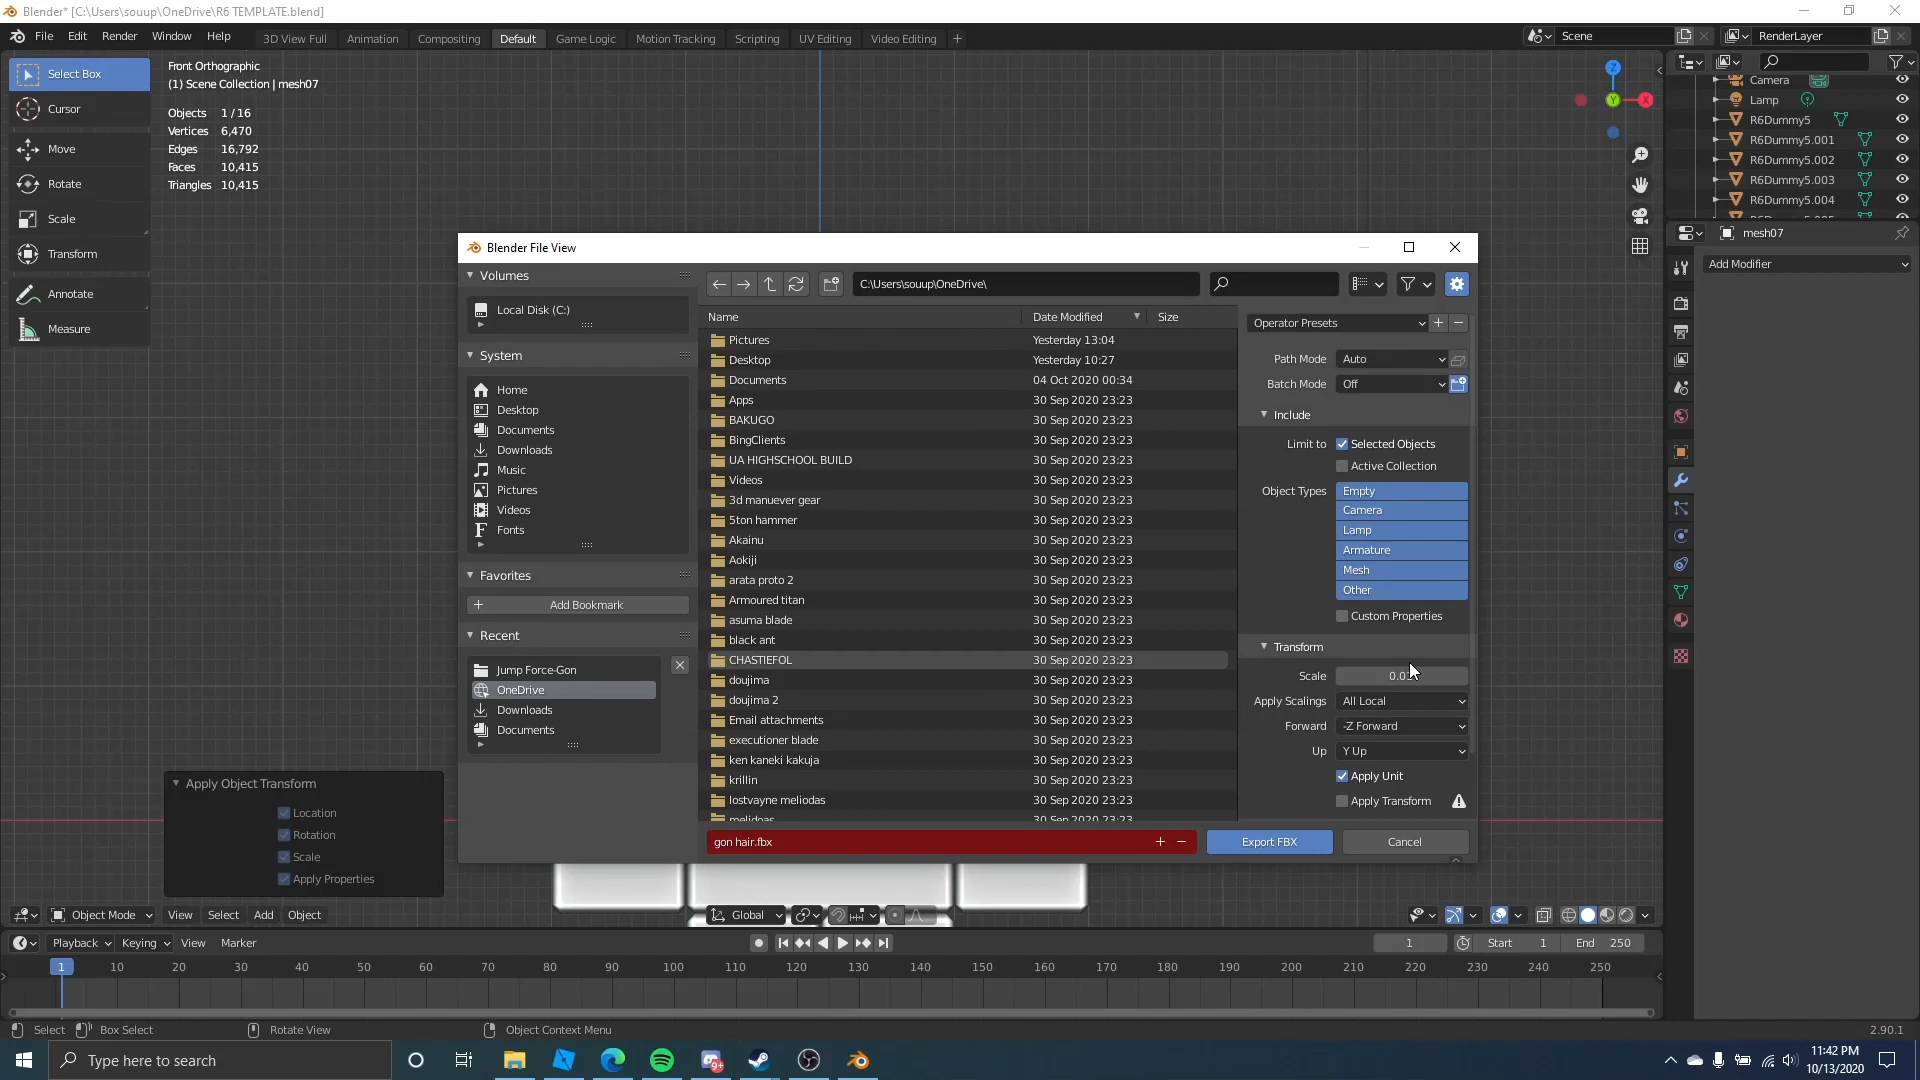 Blender* [C:\Users\souup\OneDrive\R6 TEMPLATE.blend]
File Edit Render Window Help 3D View Full Animation Compositing Default Game Logic Motion Tracking Scripting UV Editing Video Editing + Scene RenderLayer
Select Box
Cursor
Move
Rotate
Scale
Transform
Annotate
Measure
Front Orthographic
(1) Scene Collection | mesh07
Objects 1/16
Vertices 6,470
Edges 16,792
Faces 10,415
Triangles 10,415
Z
Y
X
Camera
Lamp
R6Dummy5
R6Dummy5.001
R6Dummy5.002
R6Dummy5.003
R6Dummy5.004
mesh07
Add Modifier
Blender File View
Volumes
Local Disk (C:)
System
Home
Desktop
Documents
Downloads
Music
Pictures
Videos
Fonts
Favorites
Add Bookmark
Recent
Jump Force-Gon
OneDrive
Downloads
Documents
C:\Users\souup\OneDrive\
Name Date Modified Size
Pictures Yesterday 13:04
Desktop Yesterday 10:27
Documents 04 Oct 2020 00:34
Apps 30 Sep 2020 23:23
BAKUGO 30 Sep 2020 23:23
BingClients 30 Sep 2020 23:23
UA HIGHSCHOOL BUILD 30 Sep 2020 23:23
Videos 30 Sep 2020 23:23
3d manuever gear 30 Sep 2020 23:23
5ton hammer 30 Sep 2020 23:23
Akainu 30 Sep 2020 23:23
Aokiji 30 Sep 2020 23:23
arata proto 2 30 Sep 2020 23:23
Armoured titan 30 Sep 2020 23:23
asuma blade 30 Sep 2020 23:23
black ant 30 Sep 2020 23:23
CHASTIEFOL 30 Sep 2020 23:23
doujima 30 Sep 2020 23:23
doujima 2 30 Sep 2020 23:23
Email attachments 30 Sep 2020 23:23
executioner blade 30 Sep 2020 23:23
ken kaneki kakuja 30 Sep 2020 23:23
krillin 30 Sep 2020 23:23
lostvayne meliodas 30 Sep 2020 23:23
melidoas 30 Sep 2020 23:23
gon hair.fbx
Operator Presets
Path Mode Auto
Batch Mode Off
Include
Limit to Selected Objects
Active Collection
Object Types Empty
Camera
Lamp
Armature
Mesh
Other
Custom Properties
Transform
Scale
Apply Scalings All Local
Forward -Z Forward
Up Y Up
Apply Unit
Apply Transform
Export FBX Cancel
Apply Object Transform
Location
Rotation
Scale
Apply Properties
Object Mode View Select Add Object Global
Playback Keying View Marker 1 Start 1 End 250
1 10 20 30 40 50 60 70 80 90 100 110 120 130 140 150 160 170 180 190 200 210 220 230 240 250
Select Box Select Rotate View Object Context Menu 2.90.1
Type here to search
9+
11:42 PM
10/13/2020